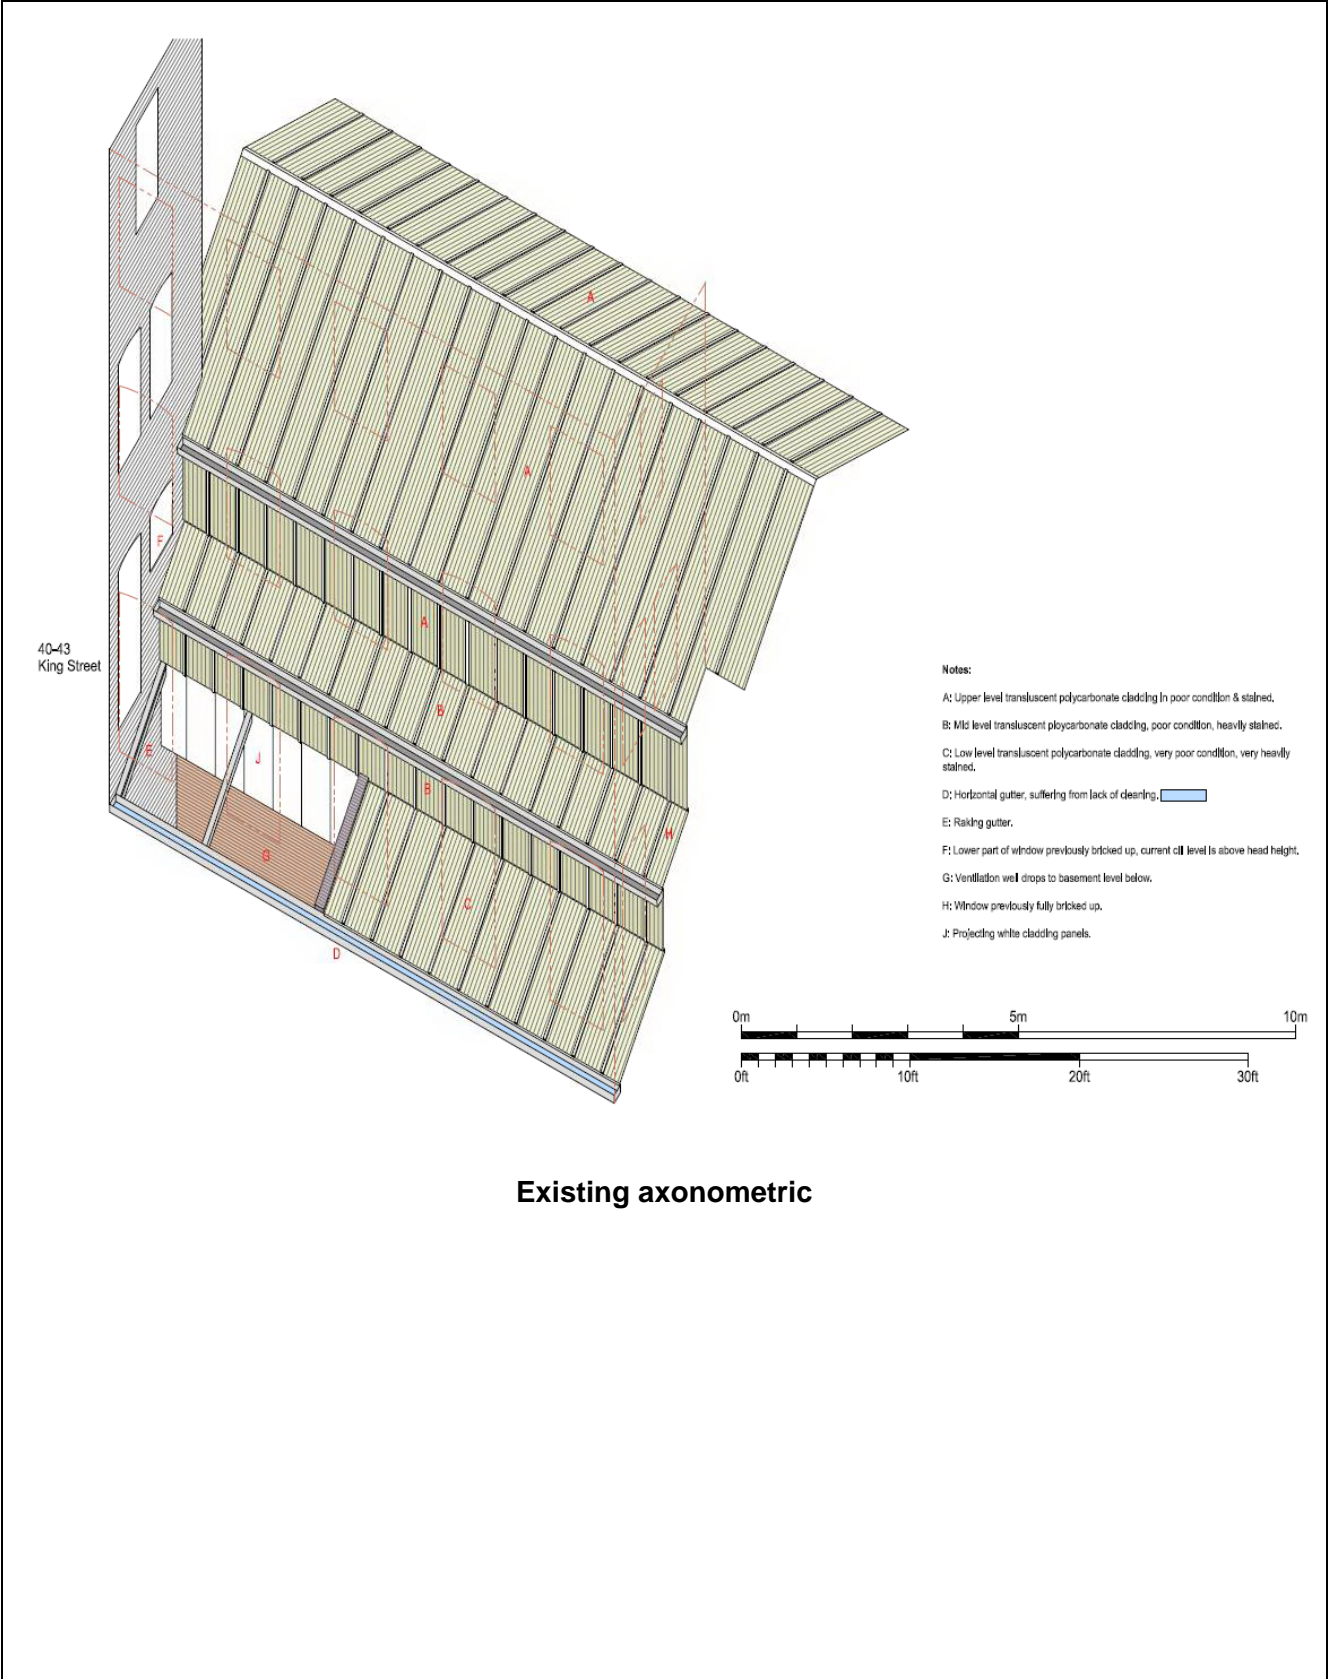 A
A
F
A
40-43
King Street
B
E
J
B
H
G
C
D
Notes:
A: Upper level transluscent polycarbonate cladding in poor condition & stained.
B: Mid level transluscent ploycarbonate cladding, poor condition, heavily stained.
C: Low level transluscent polycarbonate cladding, very poor condition, very heavily
stained.
D: Horizontal gutter, suffering from lack of cleaning.
E: Raking gutter.
F: Lower part of window previously bricked up, current cill level is above head height.
G: Ventilation well drops to basement level below.
H: Window previously fully bricked up.
J: Projecting white cladding panels.
0m 5m 10m
0ft 10ft 20ft 30ft
Existing axonometric